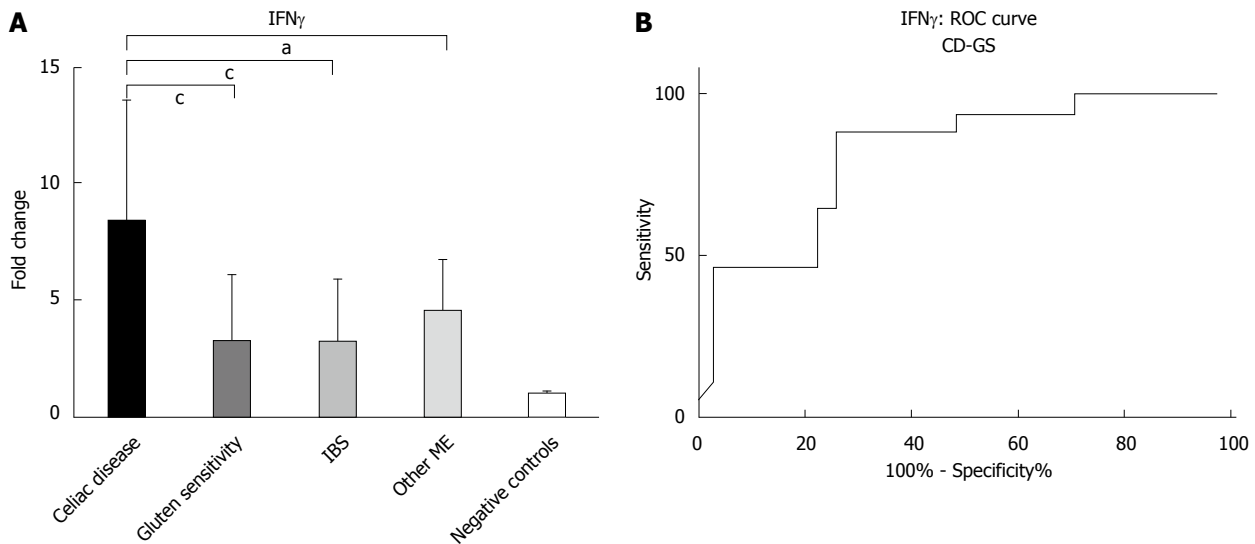 A
IFNγ
a
c
c
15
10
5
0
Fold change
Celiac disease
Gluten sensitivity
IBS
Other ME
Negative controls
B
IFNγ: ROC curve
CD-GS
100
50
0
Sensitivity
0 20 40 60 80 100
100% - Specificity%